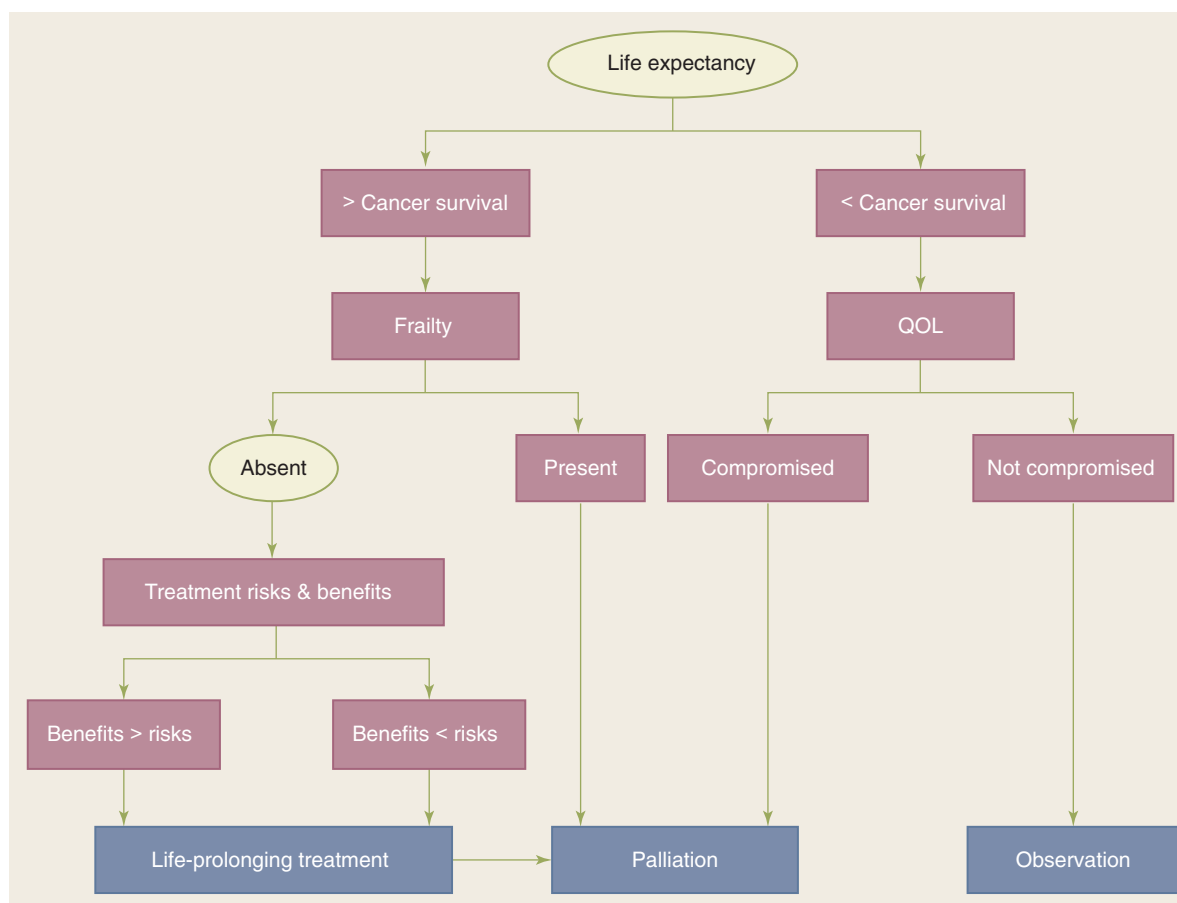 Life expectancy
> Cancer survival
< Cancer survival
Frailty
QOL
Absent
Present
Compromised
Not compromised
Treatment risks & benefits
Benefits > risks
Benefits < risks
Life-prolonging treatment
Palliation
Observation